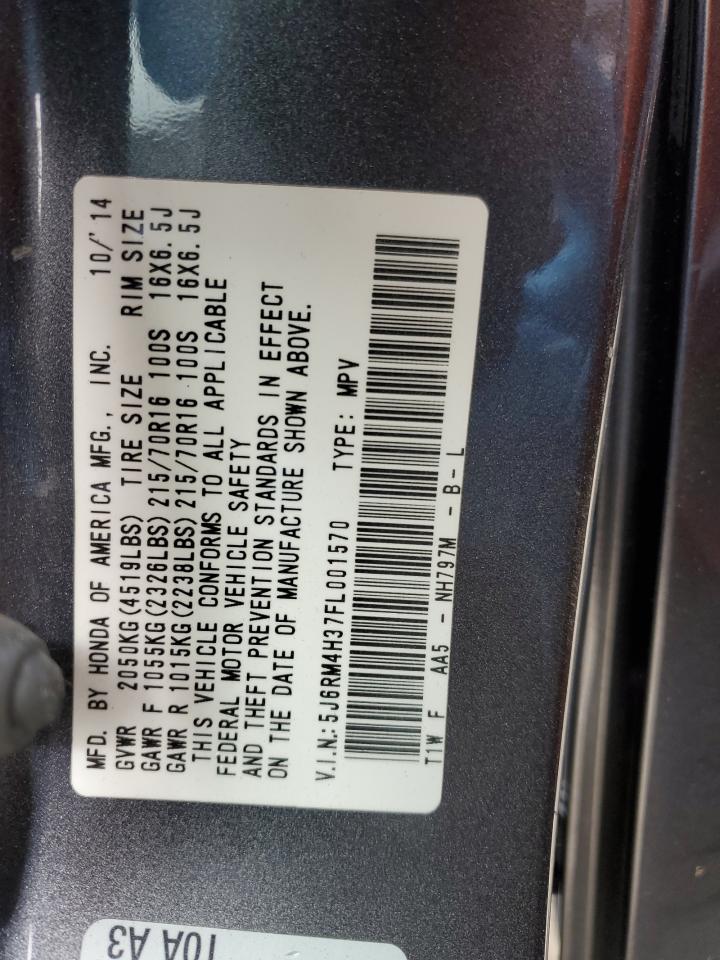 MFD. BY HONDA OF AMERICA MFG., INC. 10/'14
GVWR 2050KG(4519LBS) TIRE SIZE RIM SIZE
GAWR F 1055KG(2326LBS)215/70R16 100S 16X6.5J
GAWR R 1015KG(2238LBS)215/70R16 100S 16X6.5J
THIS VEHICLE CONFORMS TO ALL APPLICABLE
FEDERAL MOTOR VEHICLE SAFETY
AND THEFT PREVENTION STANDARDS IN EFFECT
ON THE DATE OF MANUFACTURE SHOWN ABOVE.
V.I.N.:5J6RM4H37FL001570 TYPE: MPV
T1W F AA5 - NH797M - B - L
10A A3